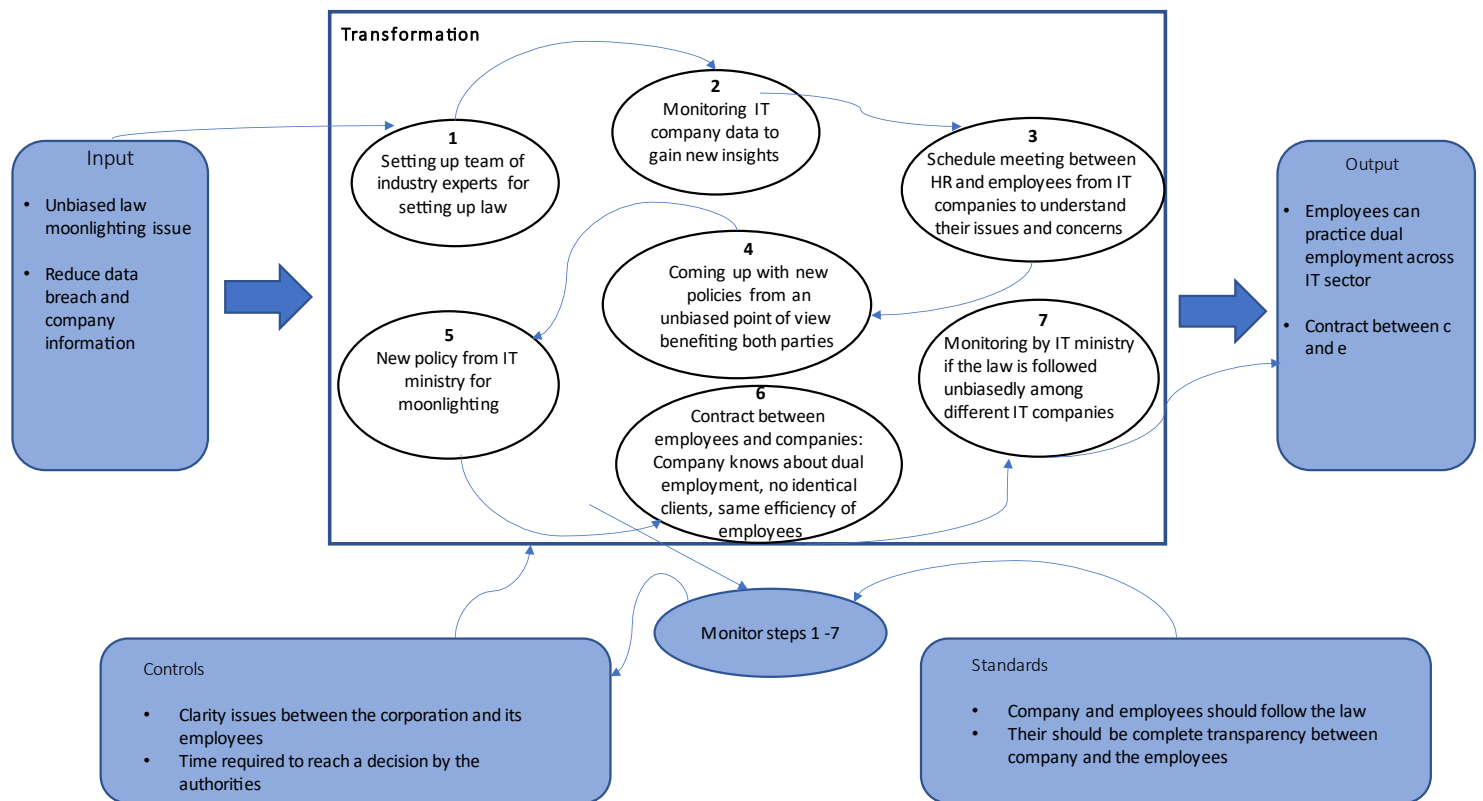 Transformation
Input
• Unbiased law
moonlighting issue
• Reduce data
breach and
company
information
1
Setting up team of
industry experts for
setting up law
2
Monitoring IT
company data to
gain new insights
3
Schedule meeting between
HR and employees from IT
companies to understand
their issues and concerns
4
Coming up with new
policies from an
unbiased point of view
benefiting both parties
5
New policy from IT
ministry for
moonlighting
6
Contract between
employees and companies:
Company knows about dual
employment, no identical
clients, same efficiency of
employees
7
Monitoring by IT ministry
if the law is followed
unbiasedly among
different IT companies
Output
• Employees can
practice dual
employment across
IT sector
• Contract between c
and e
Monitor steps 1 -7
Controls
• Clarity issues between the corporation and its
employees
• Time required to reach a decision by the
authorities
Standards
• Company and employees should follow the law
• Their should be complete transparency between
company and the employees